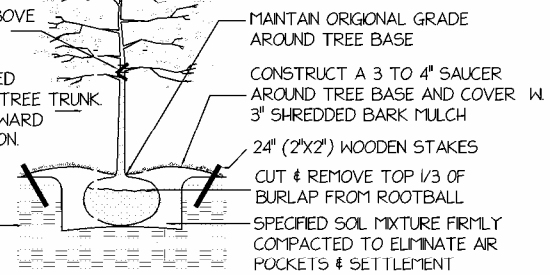 BOVE
ED
TREE TRUNK.
WARD
ON.
MANTAIN ORIGIONAL GRADE
AROUND TREE BASE
CONSTRUCT A 3 TO 4" SAUCER
AROUND TREE BASE AND COVER W.
3" SHREDDED BARK MULCH
24" (2"X2") WOODEN STAKES
CUT & REMOVE TOP 1/3 OF
BURLAP FROM ROOTBALL
SPECIFIED SOIL MIXTURE FIRMLY
COMPACTED TO ELIMINATE AIR
POCKETS & SETTLEMENT